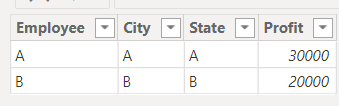 Employee City State Profit
A A A 30000
B B B 20000